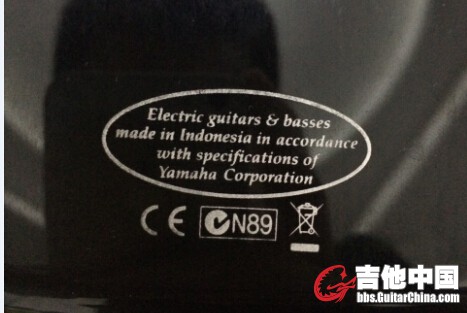 Electric guitars & basses
made in Indonesia in accordance
with specifications of
Yamaha Corporation
CE N89
吉他中国
bbs.GuitarChina.com